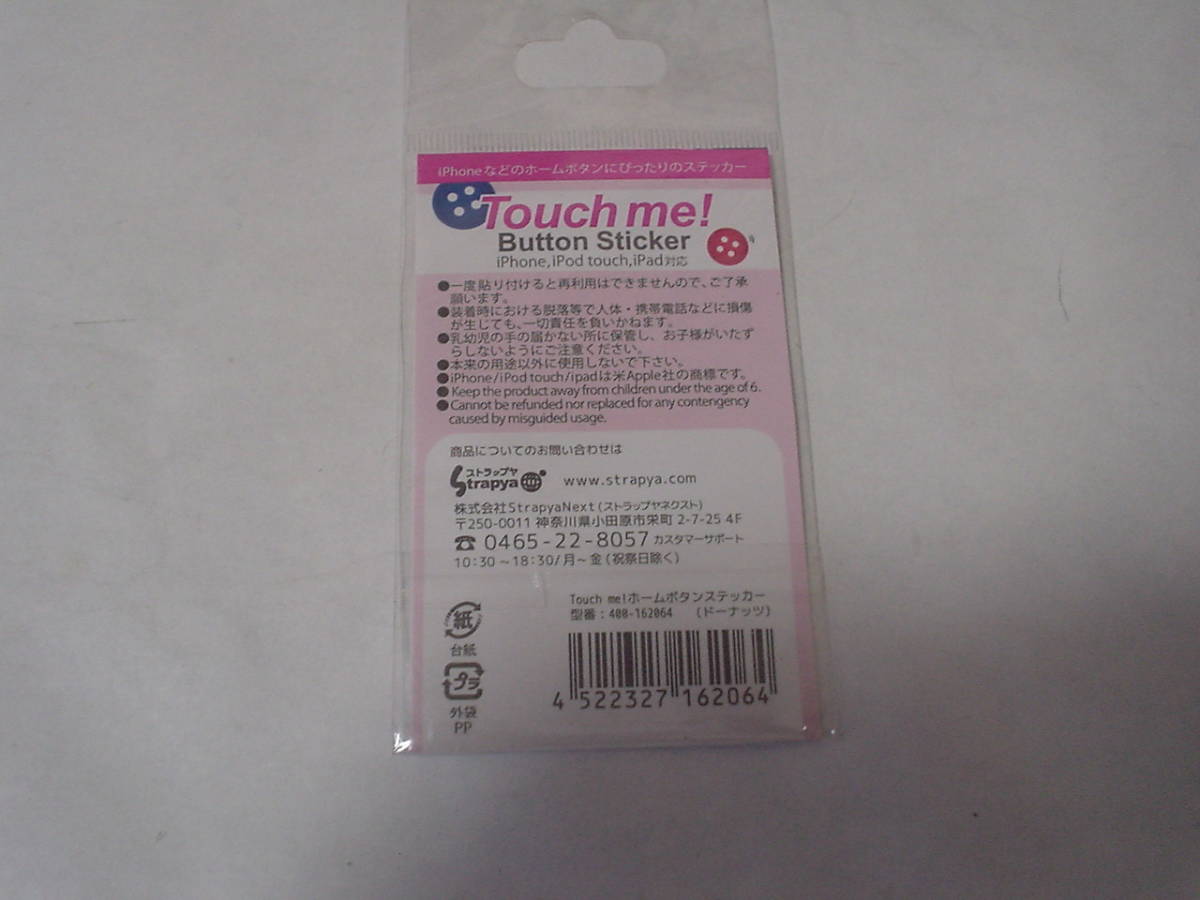 iPhoneなどのホームボタンにぴったりのステッカー
Touch me!
Button Sticker
iPhone,iPod touch,iPad対応
●一度貼り付けると再利用はできませんので、ご了承
願います。
●装着時における脱落等で人体・携帯電話などに損傷
が生じても、一切責任を負いかねます。
●乳幼児の手の届かない所に保管し、お子様がいたず
らしないようにご注意ください。
●本来の用途以外に使用しないで下さい。
●iPhone/iPod touch/ipadは米Apple社の商標です。
●Keep the product away from children under the age of 6.
●Cannot be refunded nor replaced for any contengency
caused by misguided usage.
商品についてのお問い合わせは
ストラップヤ
Strapya www.strapya.com
株式会社StrapyaNext(ストラップヤネクスト)
〒250-0011 神奈川県小田原市栄町 2-7-25 4F
☎ 0465-22-8057 カスタマーサポート
10:30～18:30/月～金(祝祭日除く)
Touch me!ホームボタンステッカー
型番:408-162064 (ドーナッツ)
紙
台紙
プラ
外袋
PP
4 522327 162064